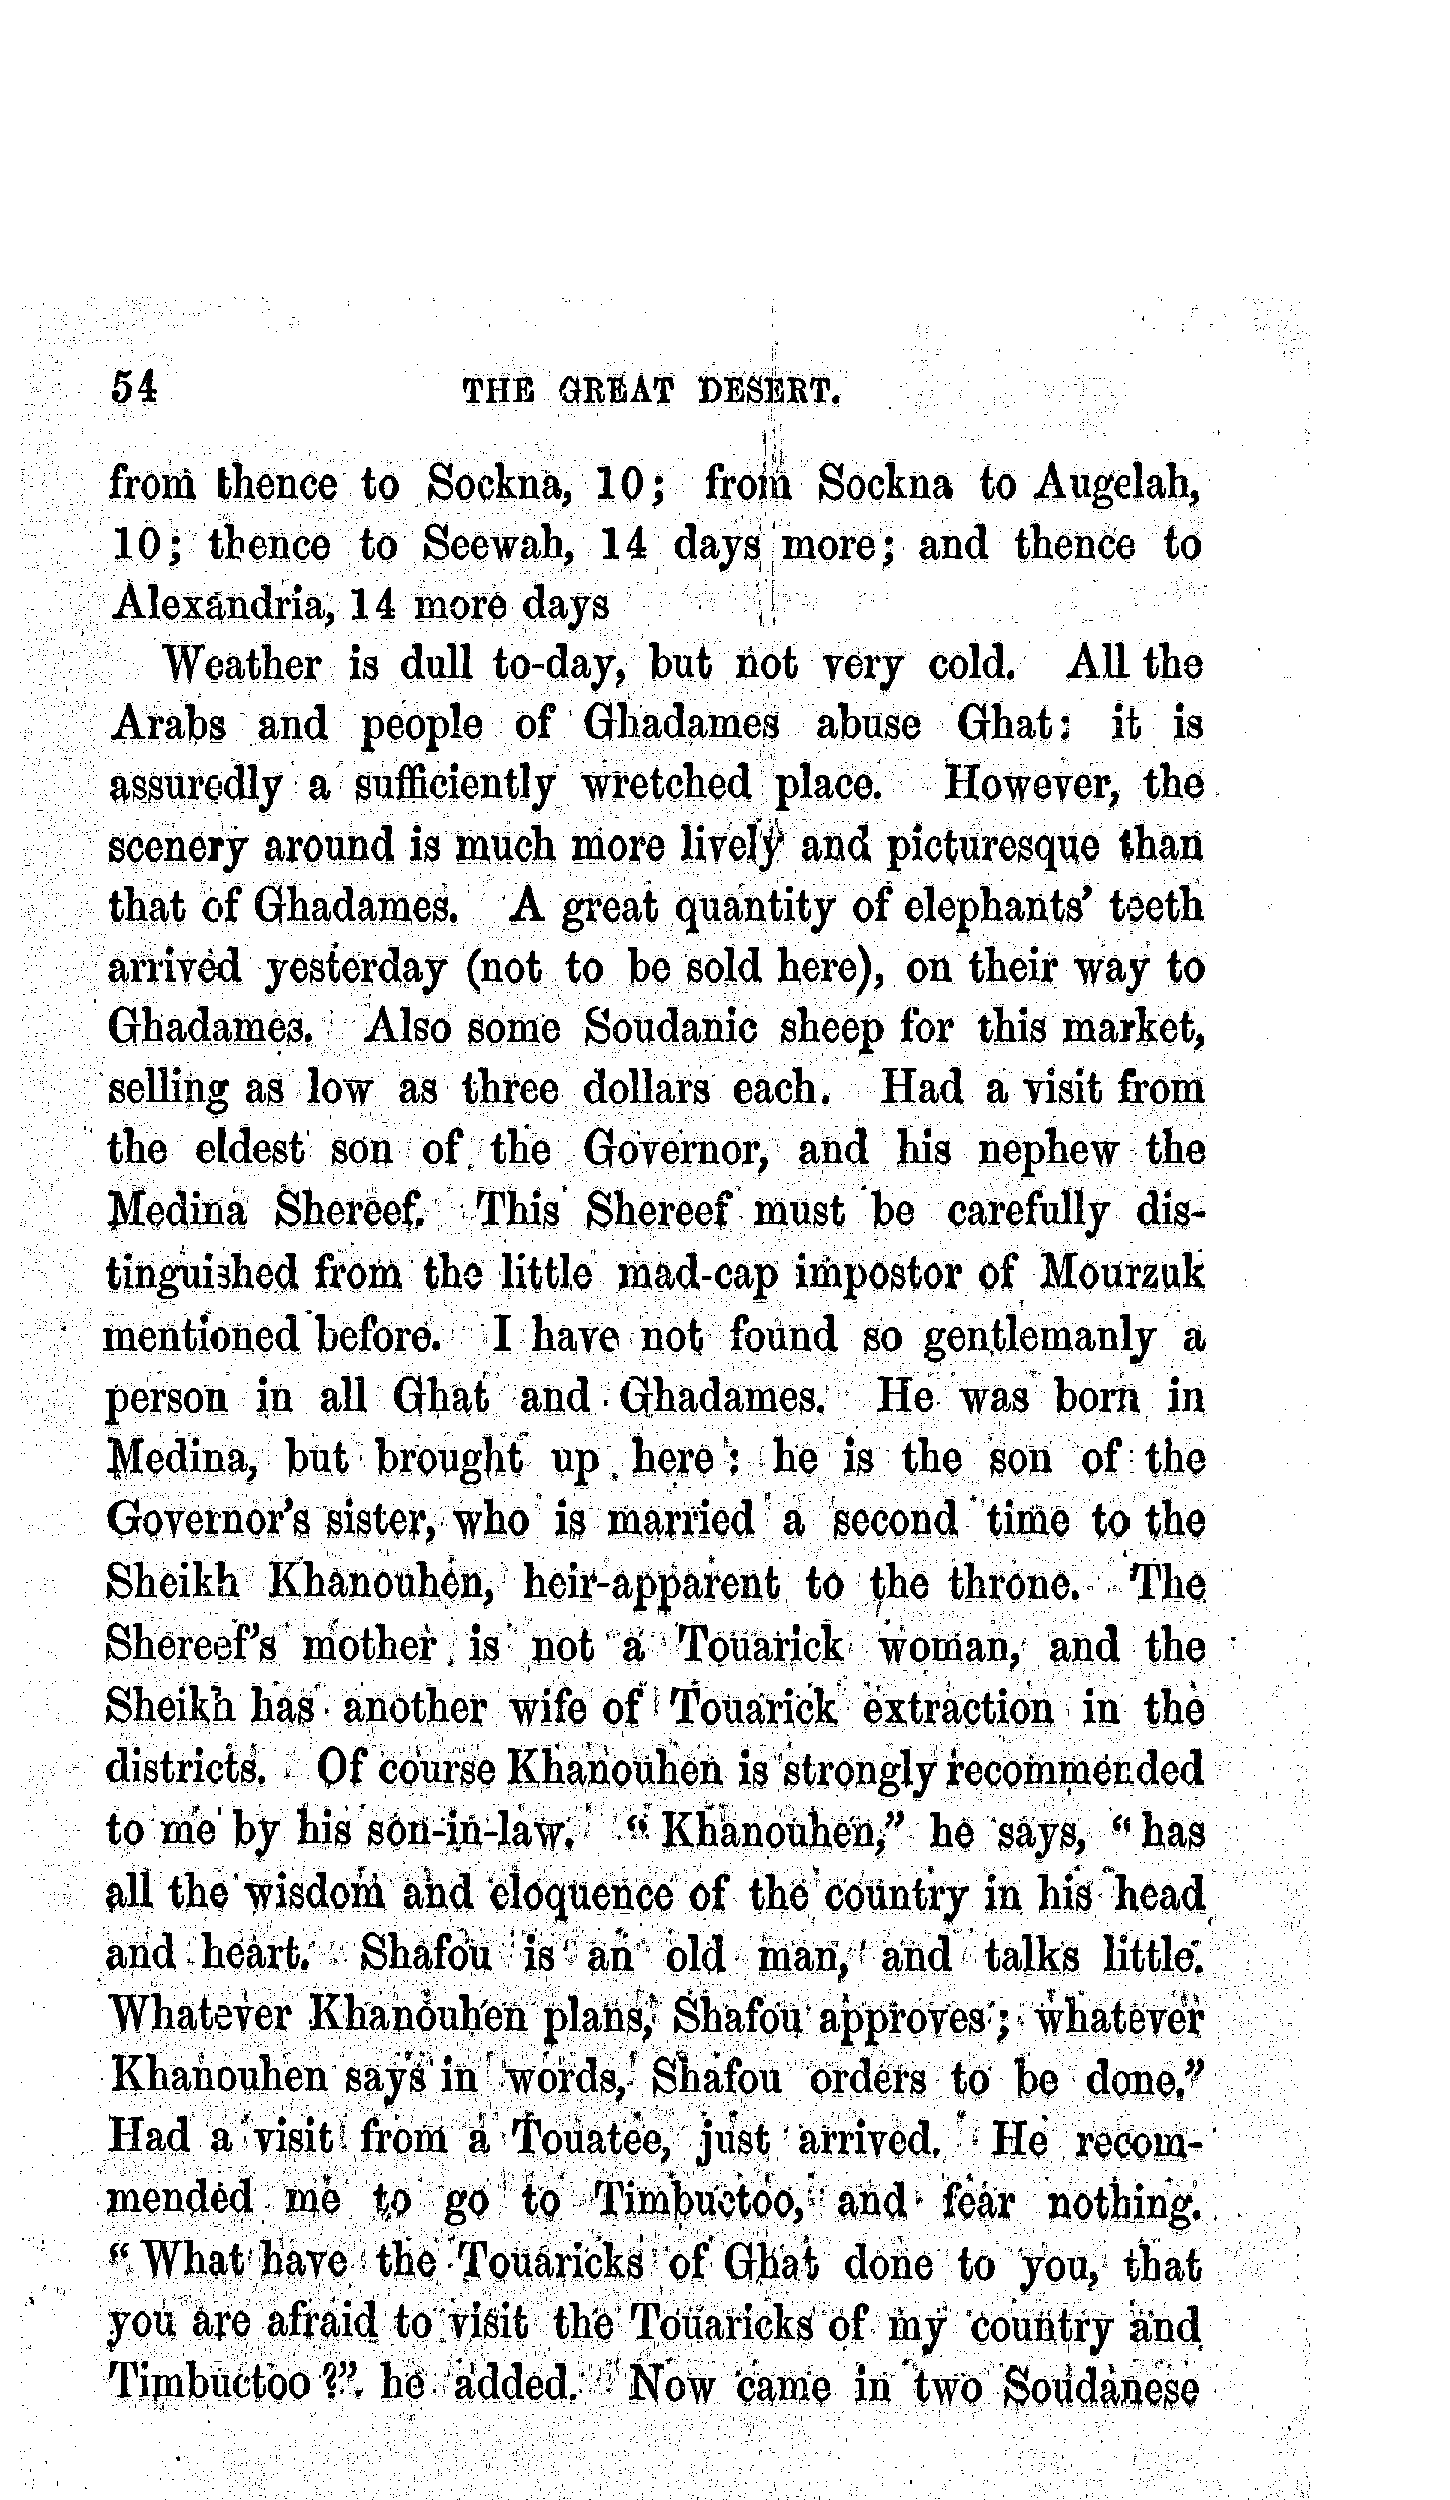 54 THE GREAT DESERT.
from thence to Sockna, 10; from Sockna to Augelah,
10; thence to Seewah, 14 days more; and thence to
Alexandria, 14 more days
Weather is dull to-day, but not very cold. All the
Arabs and people of Ghadames abuse Ghat: it is
assuredly a sufficiently wretched place. However, the
scenery around is much more lively and picturesque than
that of Ghadames. A great quantity of elephants' teeth
arrived yesterday (not to be sold here), on their way to
Ghadames. Also some Soudanic sheep for this market,
selling as low as three dollars each. Had a visit from
the eldest son of the Governor, and his nephew the
Medina Shereef. This Shereef must be carefully dis-
tinguished from the little mad-cap impostor of Mourzuk
mentioned before. I have not found so gentlemanly a
person in all Ghat and Ghadames. He was born in
Medina, but brought up here: he is the son of the
Governor's sister, who is married a second time to the
Sheikh Khanouhen, heir-apparent to the throne. The
Shereef's mother is not a Touarick woman, and the
Sheikh has another wife of Touarick extraction in the
districts. Of course Khanouhen is strongly recommended
to me by his son-in-law. "Khanouhen," he says, "has
all the wisdom and eloquence of the country in his head
and heart. Shafou is an old man, and talks little.
Whatever Khanouhen plans, Shafou approves; whatever
Khanouhen says in words, Shafou orders to be done."
Had a visit from a Touatee, just arrived. He recom-
mended me to go to Timbuctoo, and fear nothing.
"What have the Touaricks of Ghat done to you, that
you are afraid to visit the Touaricks of my country and
Timbuctoo?" he added. Now came in two Soudanese